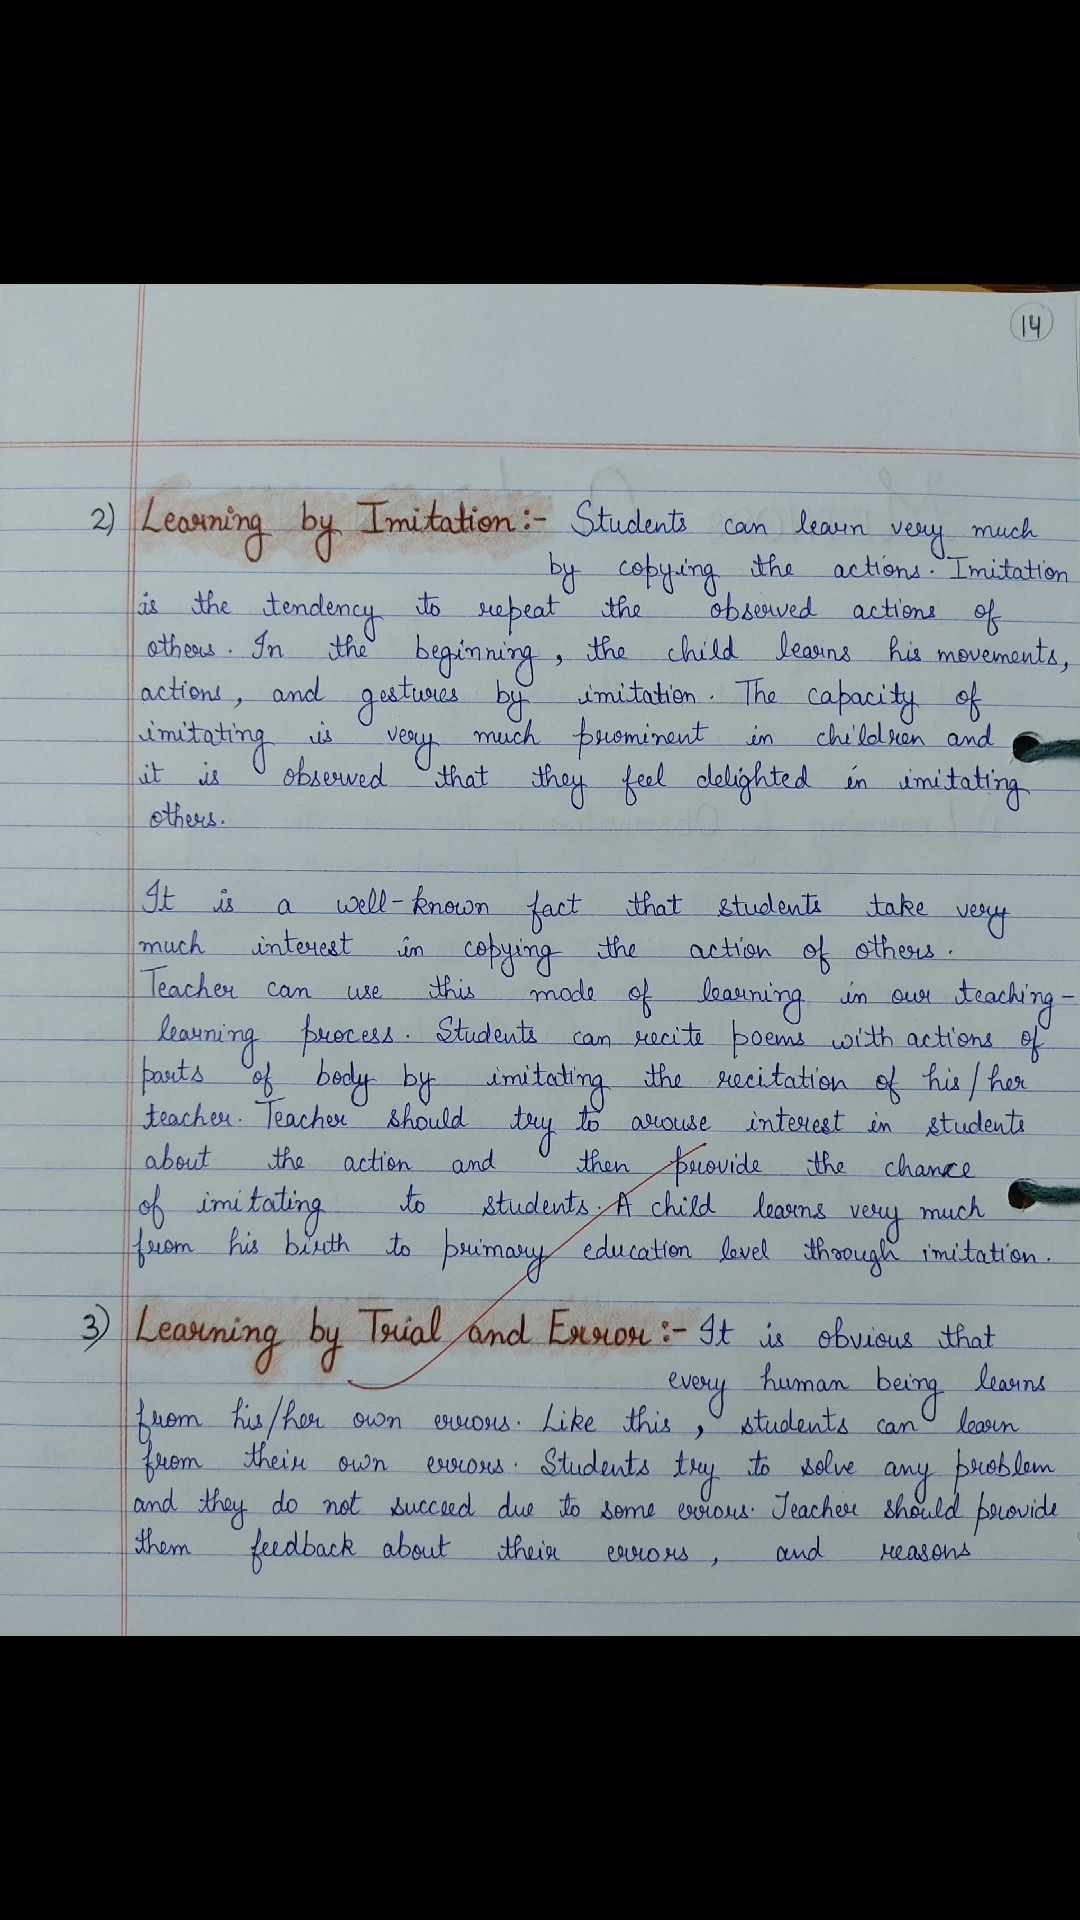 14
2) Learning by Imitation :- Students can learn very much
by copying the actions. Imitation
is the tendency to repeat the observed actions of
others. In the beginning, the child learns his movements,
actions, and gestures by imitation. The capacity of
imitating is very much prominent in children and
it is observed that they feel delighted in imitating
others.
It is a well-known fact that students take very
much interest in copying the action of others.
Teacher can use this mode of learning in our teaching-
learning process. Students can recite poems with actions of
parts of body by imitating the recitation of his/her
teacher. Teacher should try to arouse interest in students
about the action and then provide the chance
of imitating to students. A child learns very much
from his birth to primary education level through imitation.
3) Learning by Trial and Error :- It is obvious that
every human being learns
from his/her own errors. Like this, students can learn
from their own errors. Students try to solve any problem
and they do not succeed due to some errors. Teacher should provide
them feedback about their errors, and reasons